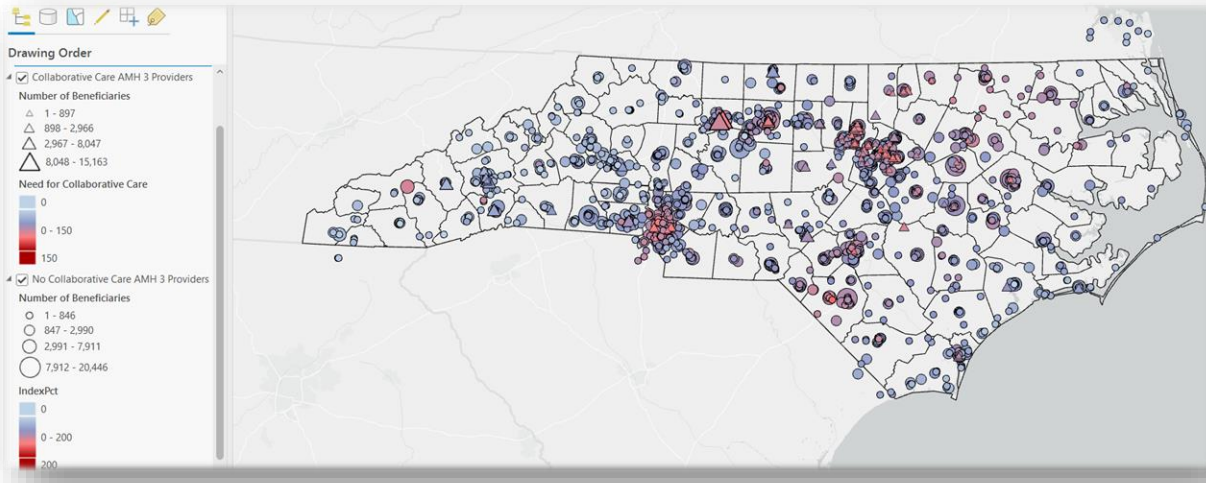 Drawing Order
Collaborative Care AMH 3 Providers
Number of Beneficiaries
1 - 897
898 - 2,966
2,967 - 8,047
8,048 - 15,163
Need for Collaborative Care
0
0 - 150
150
No Collaborative Care AMH 3 Providers
Number of Beneficiaries
1 - 846
847 - 2,990
2,991 - 7,911
7,912 - 20,446
IndexPct
0
0 - 200
200